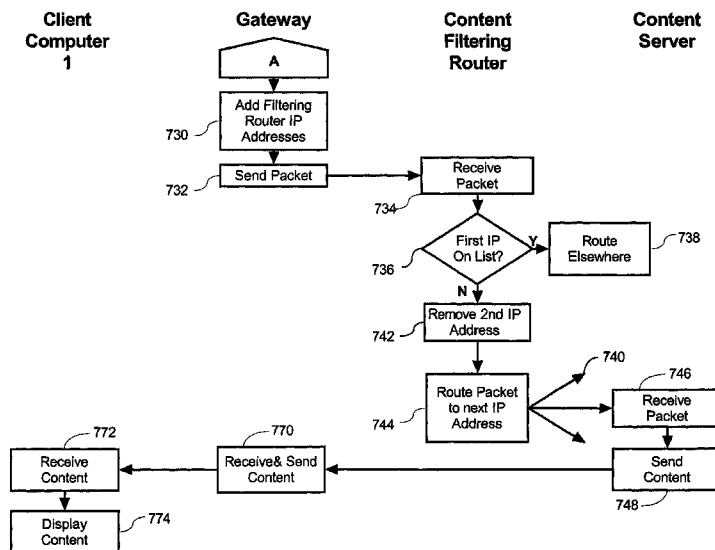 Client
Computer
1
Gateway
Content
Filtering
Router
Content
Server
A
730
Add Filtering
Router IP
Addresses
732
Send Packet
Receive
Packet
734
First IP
On List?
736
Y
Route
Elsewhere
738
N
Remove 2nd IP
Address
742
740
746
Route Packet
to next IP
Address
744
Receive
Packet
772
Receive
Content
770
Receive& Send
Content
Send
Content
748
Display
Content
774